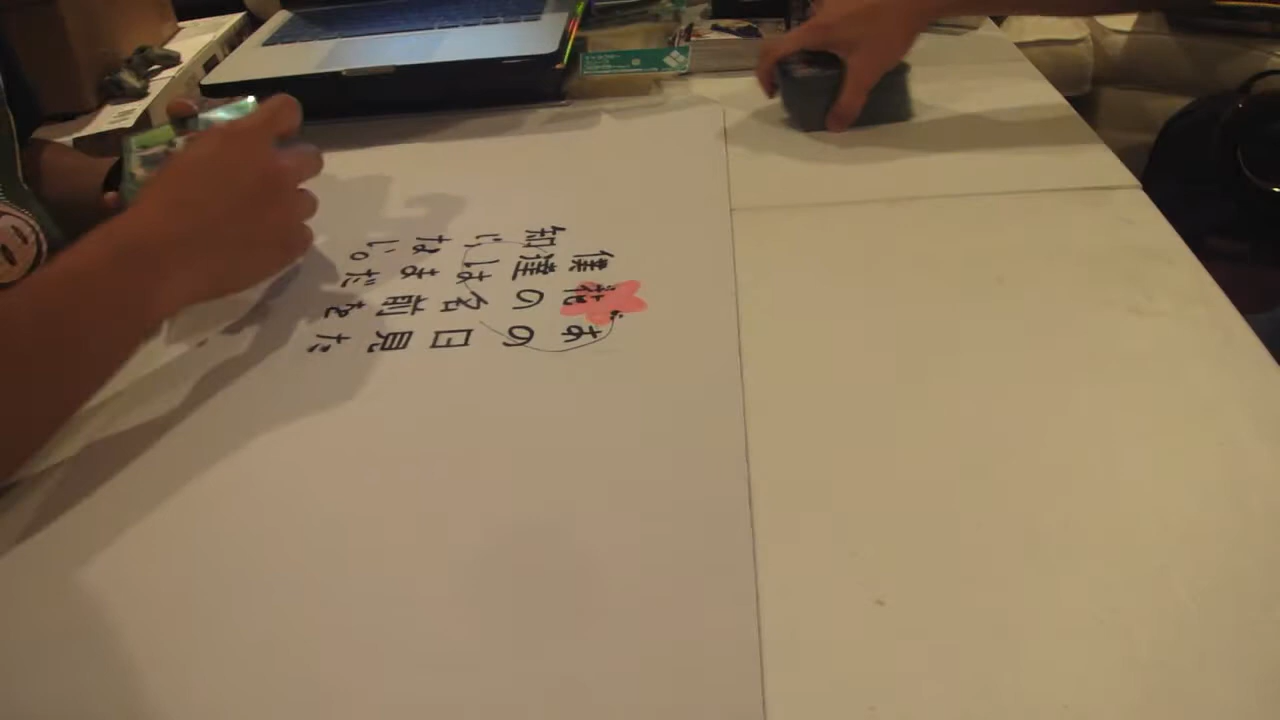 あの日見た
花の名前を
僕達はまだ
知らない。